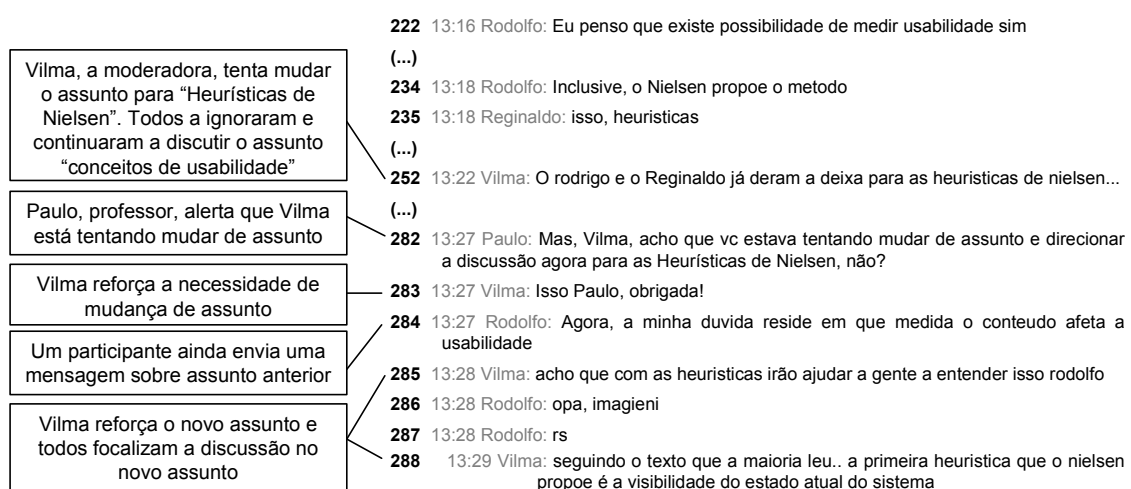 222 13:16 Rodolfo: Eu penso que existe possibilidade de medir usabilidade sim
(...)
Vilma, a moderadora, tenta mudar
o assunto para “Heurísticas de
Nielsen”. Todos a ignoraram e
continuaram a discutir o assunto
“conceitos de usabilidade”
234 13:18 Rodolfo: Inclusive, o Nielsen propoe o metodo
235 13:18 Reginaldo: isso, heuristicas
(...)
252 13:22 Vilma: O rodrigo e o Reginaldo já deram a deixa para as heuristicas de nielsen...
(...)
Paulo, professor, alerta que Vilma
está tentando mudar de assunto
282 13:27 Paulo: Mas, Vilma, acho que vc estava tentando mudar de assunto e direcionar
a discussão agora para as Heurísticas de Nielsen, não?
Vilma reforça a necessidade de
mudança de assunto
283 13:27 Vilma: Isso Paulo, obrigada!
Um participante ainda envia uma
mensagem sobre assunto anterior
284 13:27 Rodolfo: Agora, a minha duvida reside em que medida o conteudo afeta a
usabilidade
Vilma reforça o novo assunto e
todos focalizam a discussão no
novo assunto
285 13:28 Vilma: acho que com as heuristicas irão ajudar a gente a entender isso rodolfo
286 13:28 Rodolfo: opa, imagieni
287 13:28 Rodolfo: rs
288 13:29 Vilma: seguindo o texto que a maioria leu.. a primeira heuristica que o nielsen
propoe é a visibilidade do estado atual do sistema